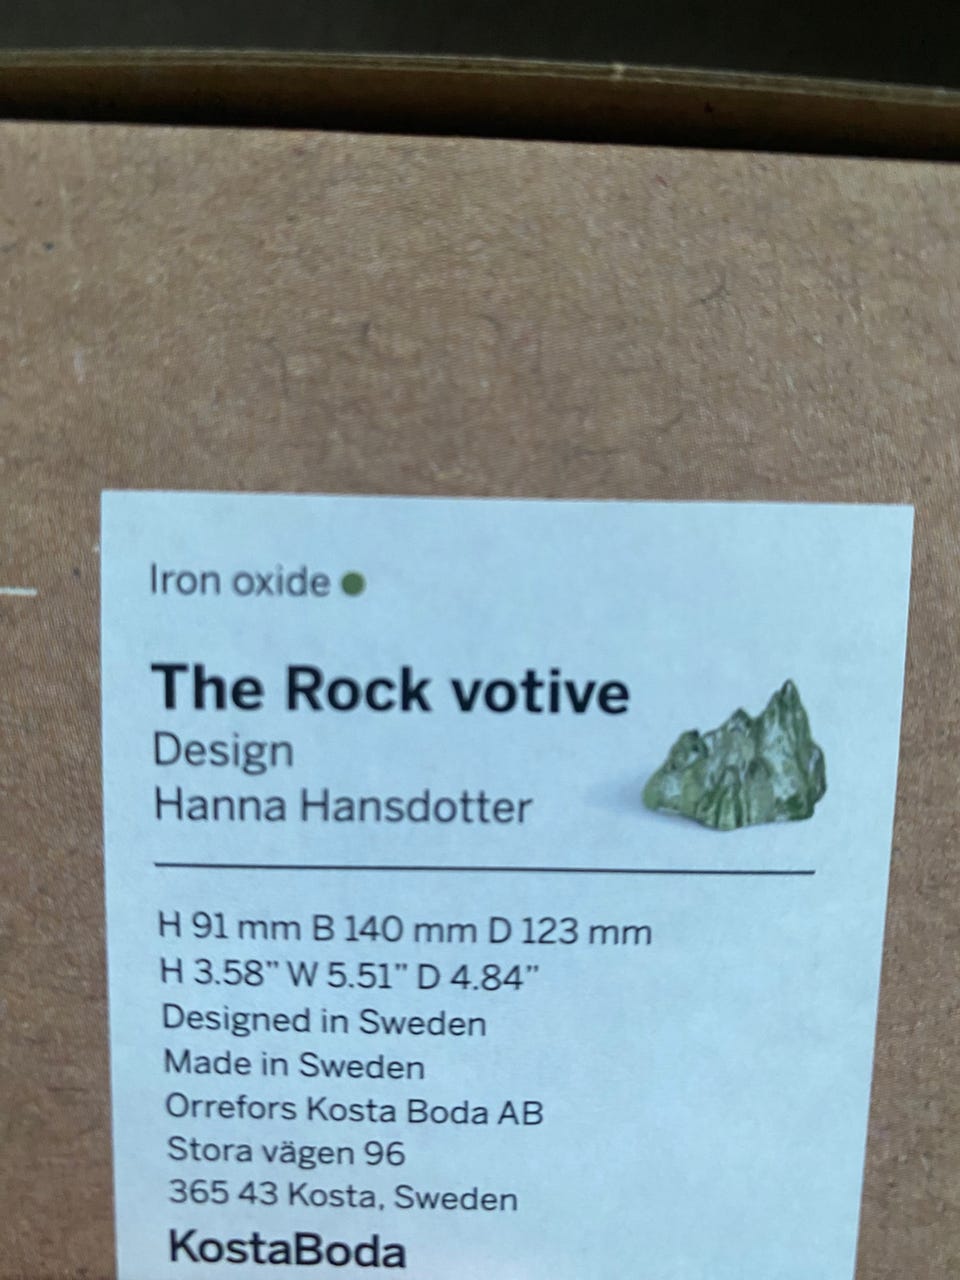 Iron oxide
The Rock votive
Design
Hanna Hansdotter
H 91 mm B 140 mm D 123 mm
H 3.58” W 5.51” D 4.84”
Designed in Sweden
Made in Sweden
Orrefors Kosta Boda AB
Stora vägen 96
365 43 Kosta, Sweden
KostaBoda